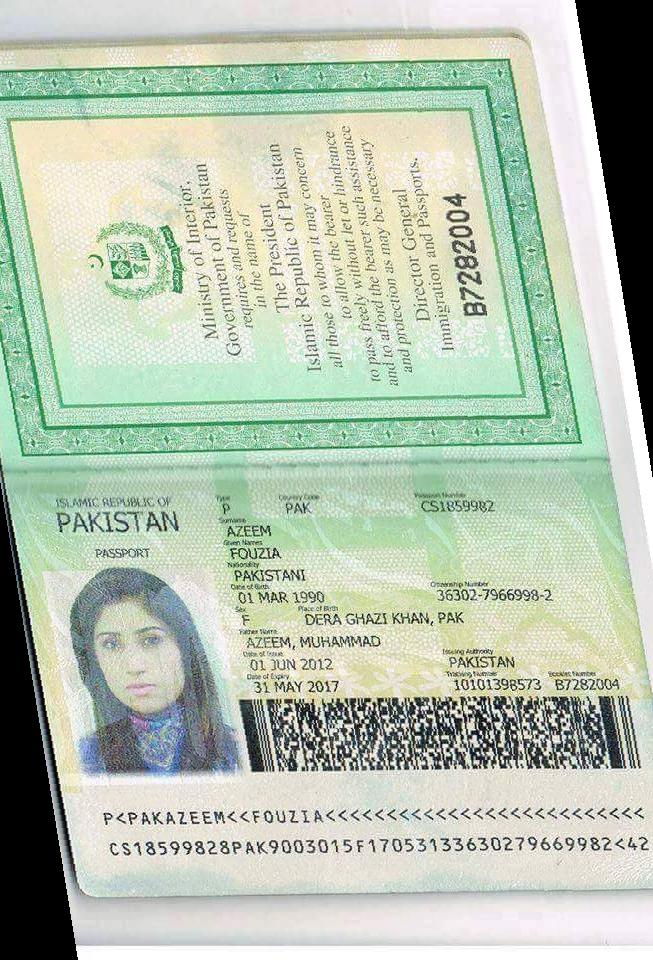 Ministry of Interior,
Government of Pakistan
requires and requests
in the name of
The President
Islamic Republic of Pakistan
all those to whom it may concern
to allow the bearer
to pass freely without let or hindrance
and to afford the bearer such assistance
and protection as may be necessary
Director General
Immigration and Passports.
B7282004
ISLAMIC REPUBLIC OF
PAKISTAN
PASSPORT
Type
Country Code
Passport Number
P
PAK
CS1859982
Surname
AZEEM
Given Names
FOUZIA
Nationality
PAKISTANI
Date of Birth
Citizenship Number
01 MAR 1990
36302-7966998-2
Sex
Place of Birth
F
DERA GHAZI KHAN, PAK
Father Name
AZEEM, MUHAMMAD
Date of Issue
Issuing Authority
01 JUN 2012
PAKISTAN
Date of Expiry
Tracking Number
Booklet Number
31 MAY 2017
10101398573
B7282004
P<PAKAZEEM<<FOUZIA<<<<<<<<<<<<<<<<<<<<<<<<<<
CS18599828PAK9003015F17053133630279669982<42